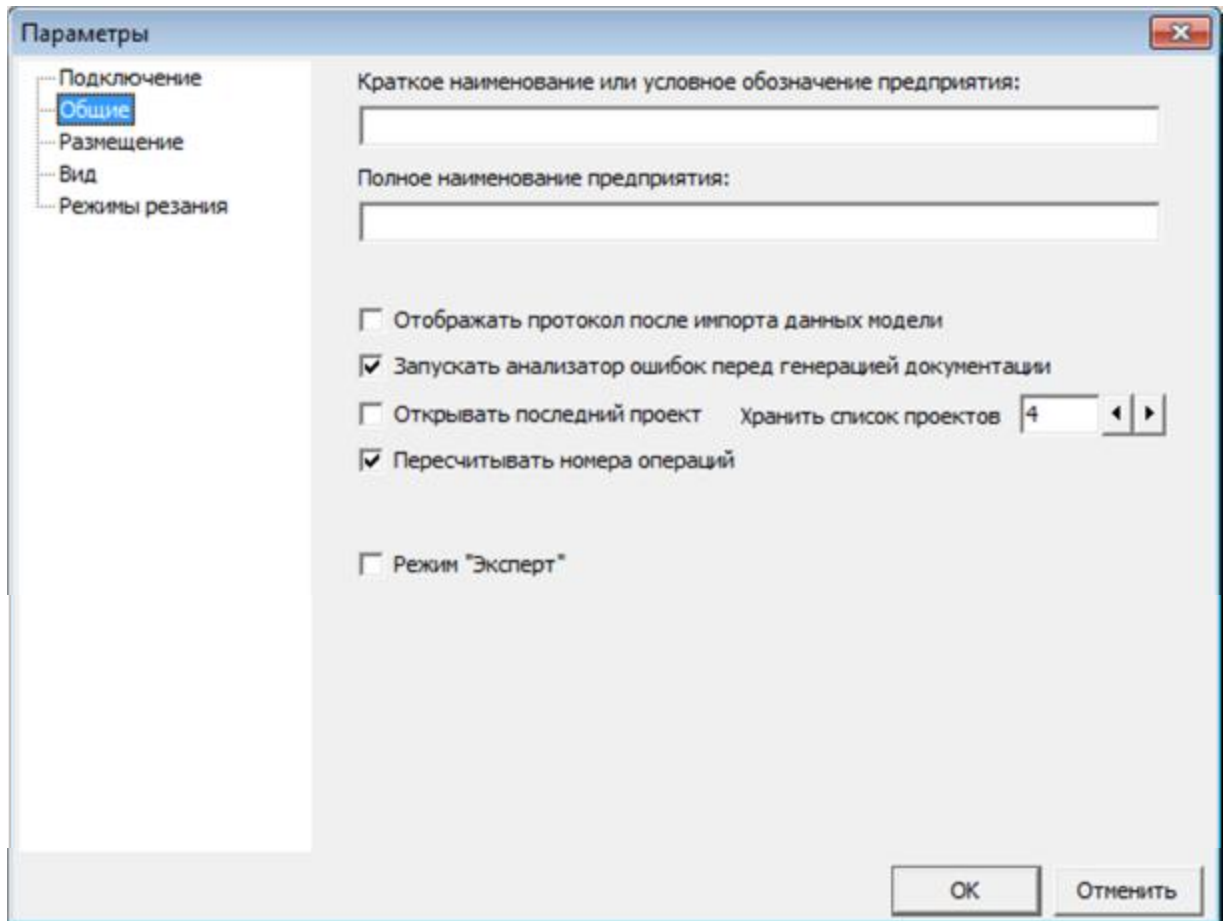 Параметры
Подключение
Общие
Размещение
Вид
Режимы резания
Краткое наименование или условное обозначение предприятия:
Полное наименование предприятия:
Отображать протокол после импорта данных модели
Запускать анализатор ошибок перед генерацией документации
Открывать последний проект Хранить список проектов 4
Пересчитывать номера операций
Режим "Эксперт"
ОК Отменить